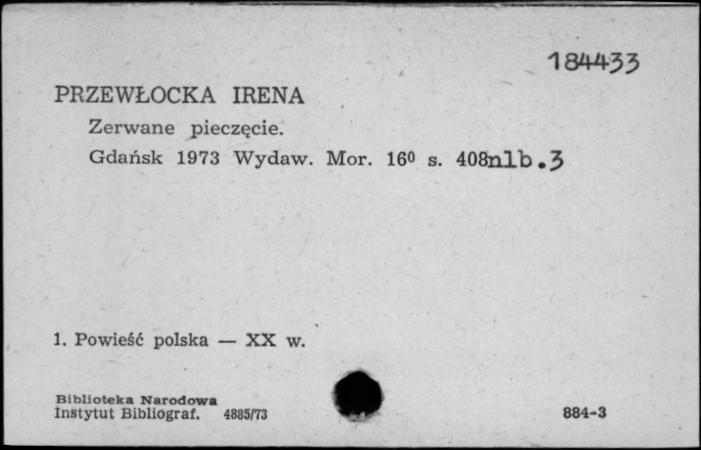 184433
PRZEWŁOCKA IRENA
Zerwane pieczęcie.
Gdańsk 1973 Wydaw. Mor. 16⁰ s. 408nlb.3
1. Powieść polska — XX w.
Biblioteka Narodowa
Instytut Bibliograf. 4885/73
884-3